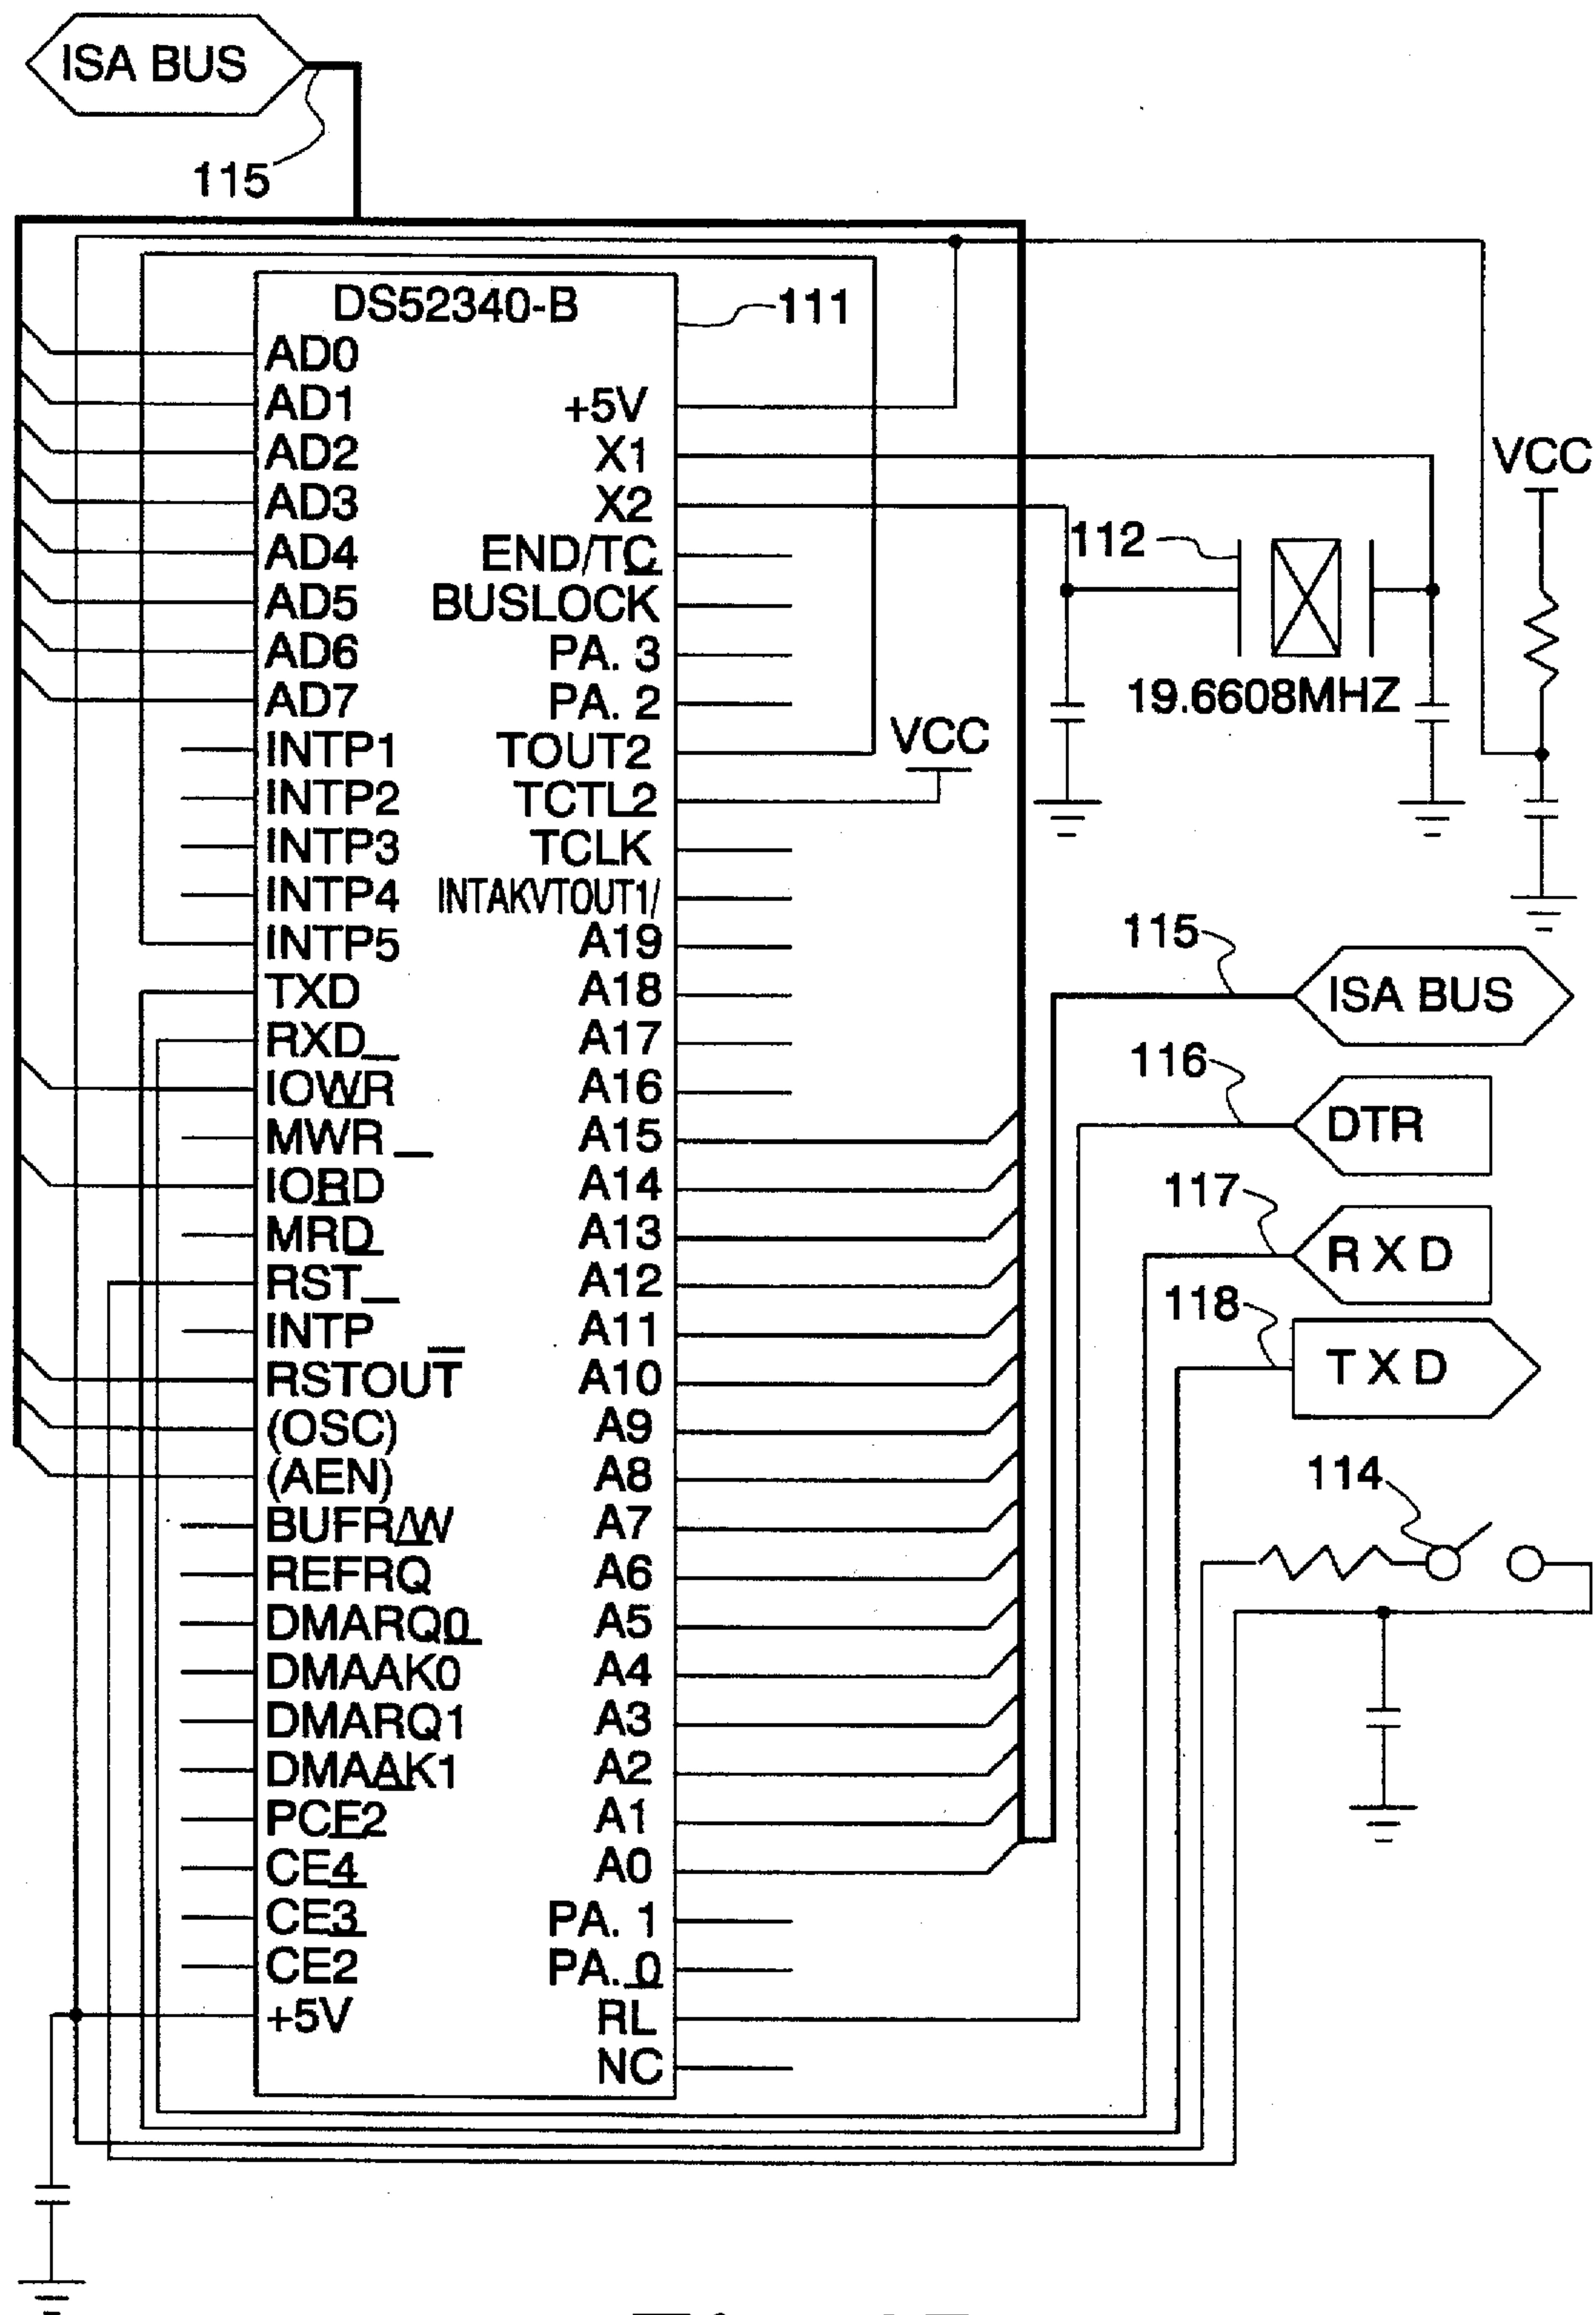 ISA BUS
115
DS52340-B
111
AD0
AD1
AD2
AD3
AD4
AD5
AD6
AD7
INTP1
INTP2
INTP3
INTP4
INTP5
TXD
RXD_
IOWR
MWR_
IORD
MRD
RST_
INTP
RSTOUT
(OSC)
(AEN)
BUFR/W
REFRQ
DMARQ0
DMAAK0
DMARQ1
DMAAK1
PCE2
CE4
CE3
CE2
+5V
+5V
X1
X2
END/TC
BUSLOCK
PA. 3
PA. 2
TOUT2
TCTL2
TCLK
INTAKVTOUT1/
A19
A18
A17
A16
A15
A14
A13
A12
A11
A10
A9
A8
A7
A6
A5
A4
A3
A2
A1
A0
PA. 1
PA. 0
RL
NC
VCC
112
19.6608MHZ
VCC
115
ISA BUS
116
DTR
117
R X D
118
T X D
114